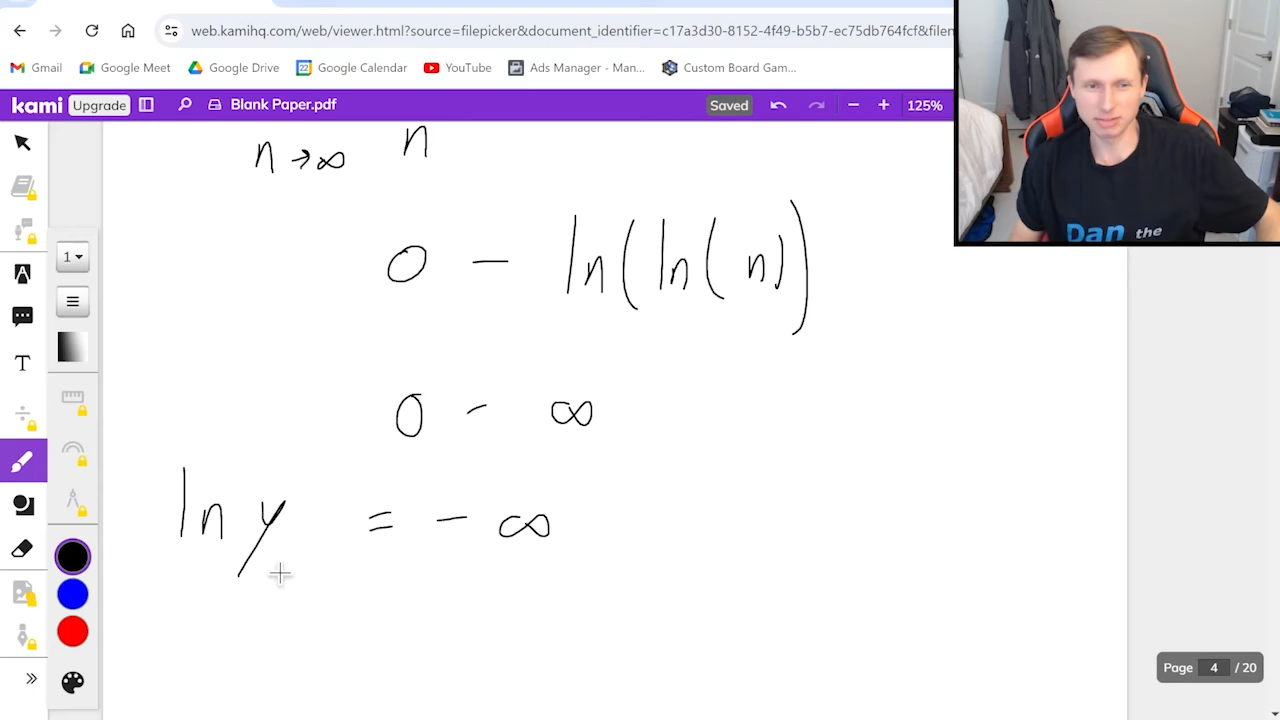 web.kamihq.com/web/viewer.html?source=filepicker&document_identifier=c17a3d30-8152-4f49-b5b7-ec75db764fcf&filen
Gmail Google Meet Google Drive Google Calendar YouTube Ads Manager - Man... Custom Board Gam...
kami Upgrade Blank Paper.pdf Saved 125%
n
n → ∞
0 - ln(ln(n))
0 - ∞
ln y = - ∞
1
T
Dan the
Page 4 / 20